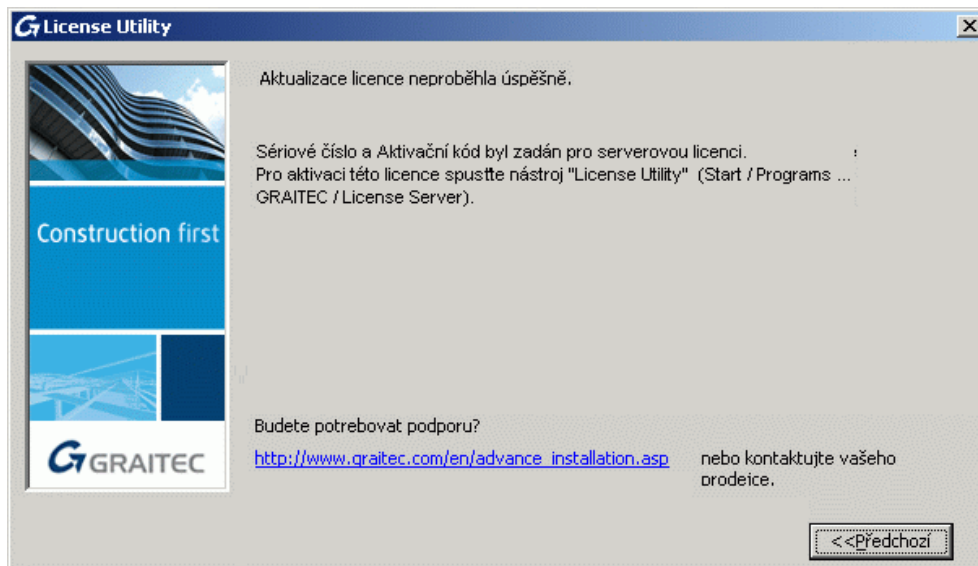 License Utility
Aktualizace licence neproběhla úspěšně.
Sériové číslo a Aktivační kód byl zadán pro serverovou licenci.
Pro aktivaci této licence spusťte nástroj "License Utility" (Start / Programs ...
GRAITEC / License Server).
Construction first
Budete potrebovat podporu?
http://www.graitec.com/en/advance_installation.asp nebo kontaktujte vašeho
prodejce.
GRAITEC
<<Předchozí